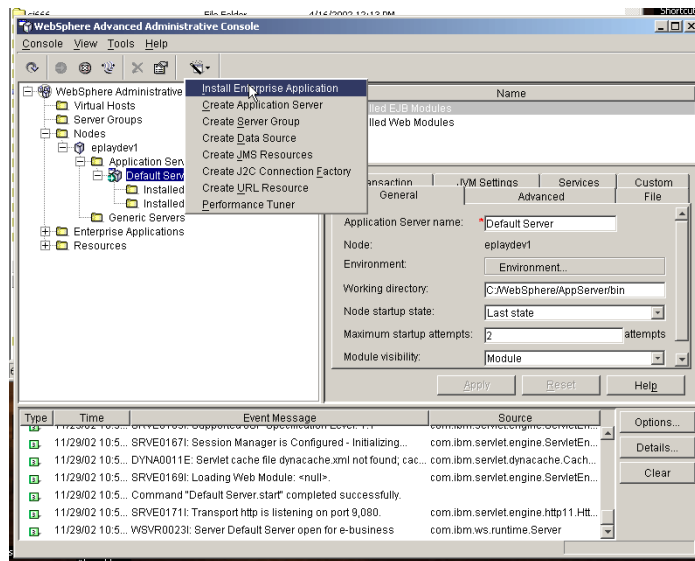 File Folder 4/16/2002 12:13 PM
Shortcut
WebSphere Advanced Administrative Console
Console View Tools Help
WebSphere Administrative
Virtual Hosts
Server Groups
Nodes
eplaydev1
Application Serv
Default Serv
Installed
Installed
Generic Servers
Enterprise Applications
Resources
Install Enterprise Application
Create Application Server
Create Server Group
Create Data Source
Create JMS Resources
Create J2C Connection Factory
Create URL Resource
Performance Tuner
Name
lled EJB Modules
lled Web Modules
ansaction JVM Settings Services Custom
General Advanced File
Application Server name: *Default Server
Node: eplaydev1
Environment: Environment...
Working directory: C:/WebSphere/AppServer/bin
Node startup state: Last state
Maximum startup attempts: 2 attempts
Module visibility: Module
Apply Reset Help
Type Time Event Message Source
11/29/02 10:5... SRVE0167I: Session Manager is Configured - Initializing... com.ibm.servlet.engine.ServletEn...
11/29/02 10:5... DYNA0011E: Servlet cache file dynacache.xml not found; cac... com.ibm.servlet.dynacache.Cach...
11/29/02 10:5... SRVE0169I: Loading Web Module: <null>. com.ibm.servlet.engine.ServletEn...
11/29/02 10:5... Command "Default Server.start" completed successfully.
11/29/02 10:5... SRVE0171I: Transport http is listening on port 9,080. com.ibm.servlet.engine.http11.Htt...
11/29/02 10:5... WSVR0023I: Server Default Server open for e-business com.ibm.ws.runtime.Server
Options...
Details...
Clear